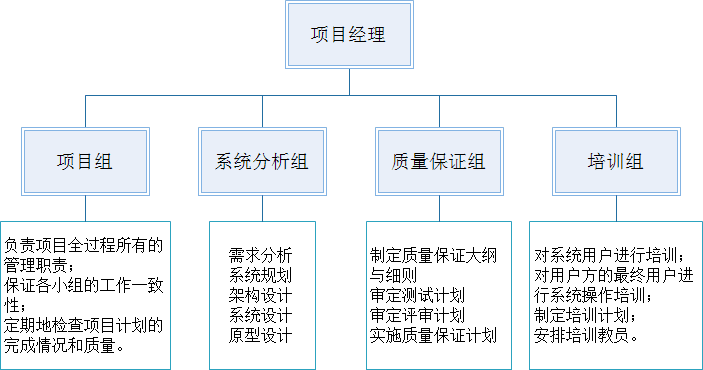 项目经理
项目组
系统分析组
质量保证组
培训组
负责项目全过程所有的
管理职责；
保证各小组的工作一致
性；
定期地检查项目计划的
完成情况和质量。
需求分析
系统规划
架构设计
系统设计
原型设计
制定质量保证大纲
与细则
审定测试计划
审定评审计划
实施质量保证计划
对系统用户进行培训；
对用户方的最终用户进
行系统操作培训；
制定培训计划；
安排培训教员。